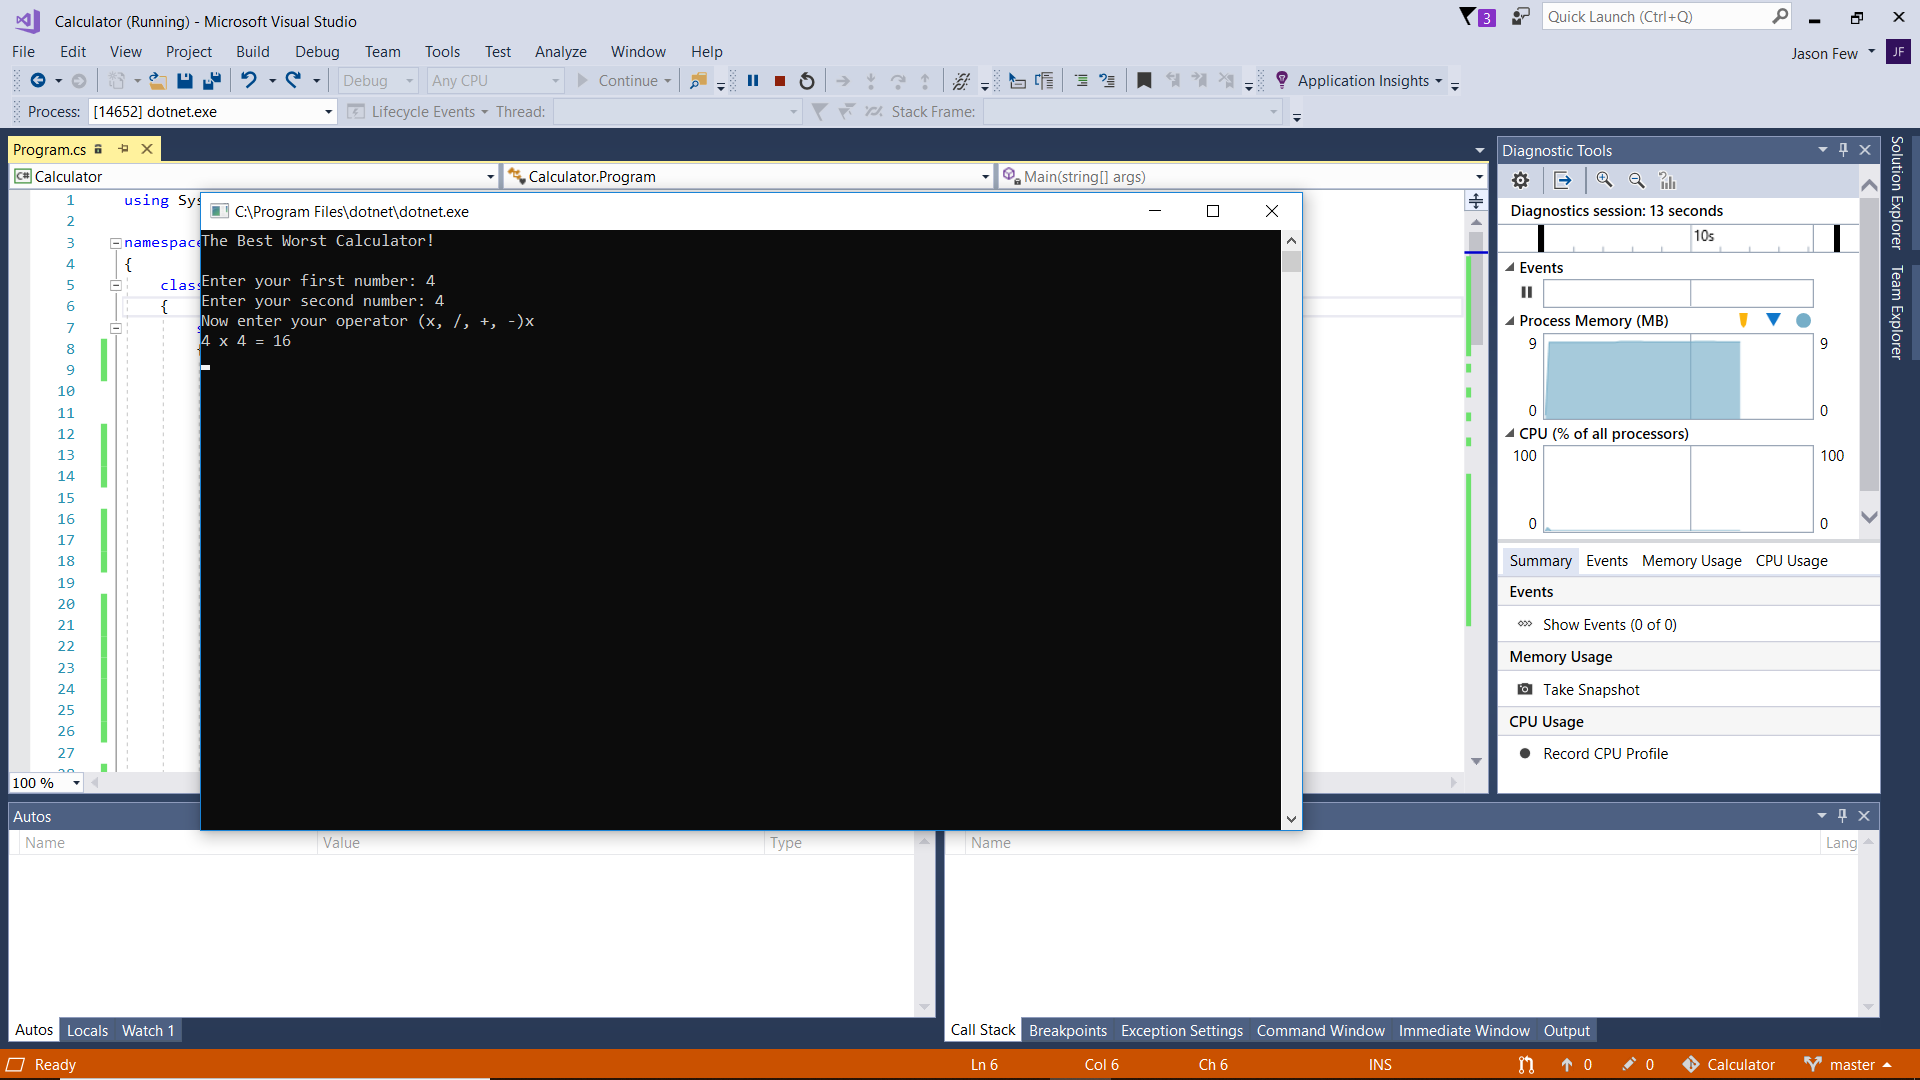 Calculator (Running) - Microsoft Visual Studio
3
Quick Launch (Ctrl+Q)
File Edit View Project Build Debug Team Tools Test Analyze Window Help
Jason Few JF
Debug Any CPU Continue Application Insights
Process: [14652] dotnet.exe Lifecycle Events Thread: Stack Frame:
Program.cs
C# Calculator Calculator.Program Main(string[] args)
1 using Sys
2
3 namespace
4 {
5 clas
6 {
7
8
9
10
11
12
13
14
15
16
17
18
19
20
21
22
23
24
25
26
27
28
100 %
C:\Program Files\dotnet\dotnet.exe
The Best Worst Calculator!
Enter your first number: 4
Enter your second number: 4
Now enter your operator (x, /, +, -)x
4 x 4 = 16
Diagnostic Tools
Diagnostics session: 13 seconds
10s
Events
Process Memory (MB)
9 9
0 0
CPU (% of all processors)
100 100
0 0
Summary Events Memory Usage CPU Usage
Events
Show Events (0 of 0)
Memory Usage
Take Snapshot
CPU Usage
Record CPU Profile
Solution Explorer
Team Explorer
Autos
Name Value Type
Name Lang
Autos Locals Watch 1
Call Stack Breakpoints Exception Settings Command Window Immediate Window Output
Ready Ln 6 Col 6 Ch 6 INS 0 0 Calculator master